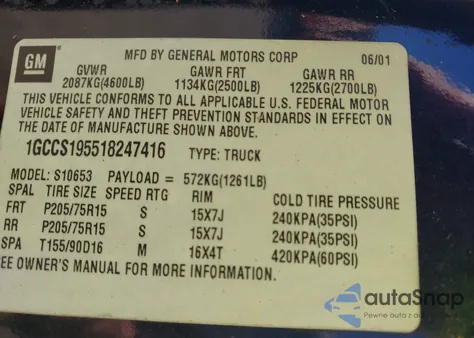 GM
MFD BY GENERAL MOTORS CORP 06/01
GVWR GAWR FRT GAWR RR
2087KG(4600LB) 1134KG(2500LB) 1225KG(2700LB)
THIS VEHICLE CONFORMS TO ALL APPLICABLE U.S. FEDERAL MOTOR
VEHICLE SAFETY AND THEFT PREVENTION STANDARDS IN EFFECT ON
THE DATE OF MANUFACTURE SHOWN ABOVE.
1GCCS195518247416 TYPE: TRUCK
MODEL: S10653 PAYLOAD = 572KG(1261LB)
SPAL TIRE SIZE SPEED RTG RIM COLD TIRE PRESSURE
FRT P205/75R15 S 15X7J 240KPA(35PSI)
RR P205/75R15 S 15X7J 240KPA(35PSI)
SPA T155/90D16 M 16X4T 420KPA(60PSI)
EE OWNER'S MANUAL FOR MORE INFORMATION.
autoSnap
Pewne auta z aukcji